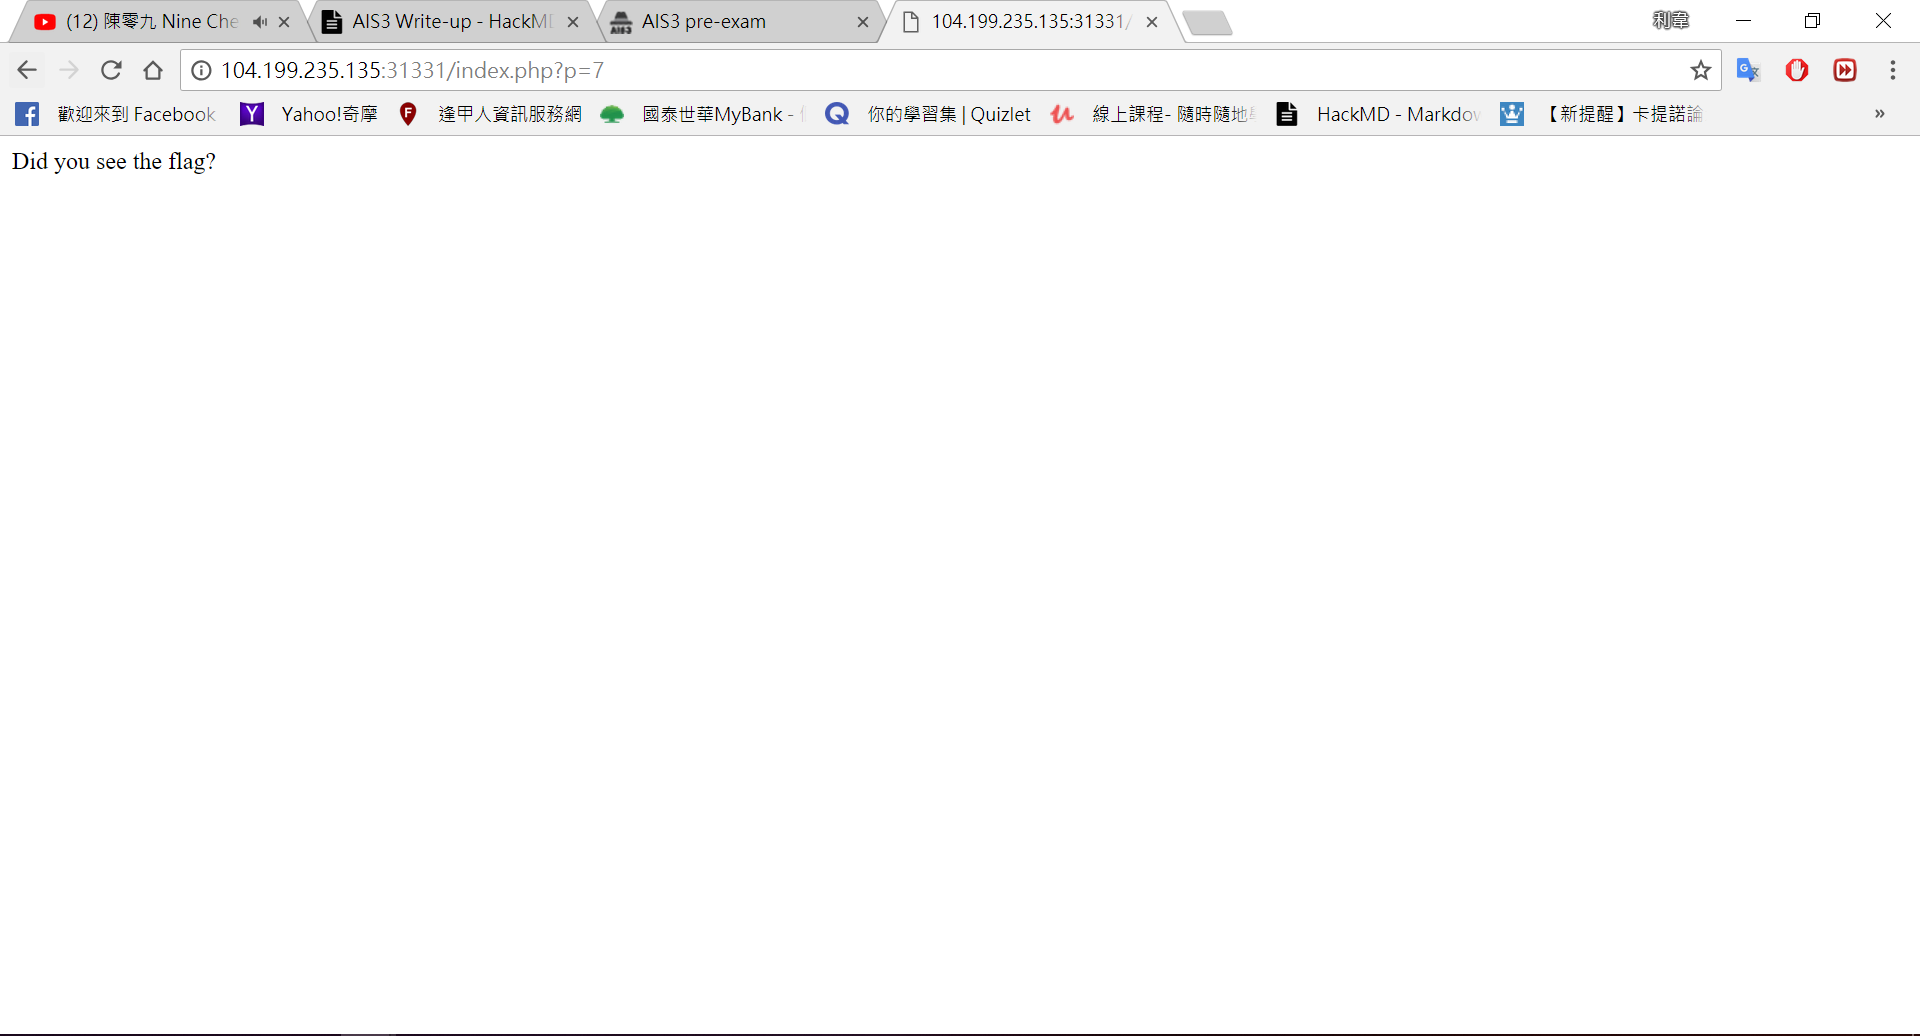 (12) 陳零九 Nine Che
AIS3 Write-up - HackMD
AIS3 pre-exam
104.199.235.135:31331/
利韋
104.199.235.135:31331/index.php?p=7
歡迎來到 Facebook
Yahoo!奇摩
逢甲人資訊服務網
國泰世華MyBank -
你的學習集 | Quizlet
線上課程- 隨時隨地
HackMD - Markdow
【新提醒】卡提諾論
»
Did you see the flag?